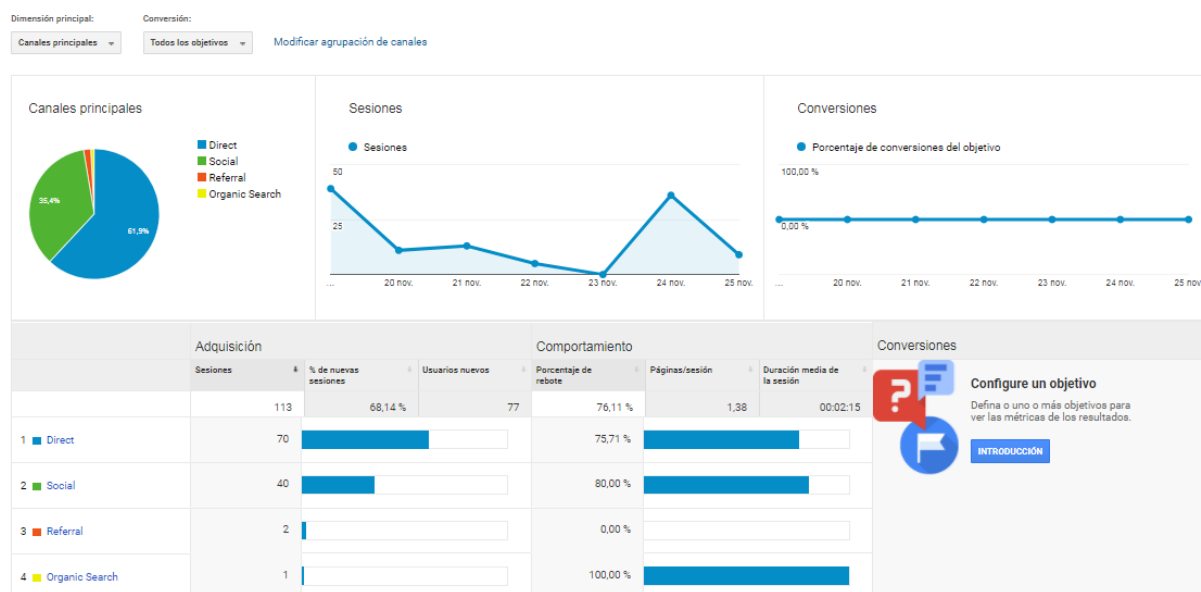 Dimensión principal:
Conversión:
Canales principales
Todos los objetivos
Modificar agrupación de canales
Canales principales
Direct
Social
Referral
Organic Search
35,4%
61,9%
Sesiones
Sesiones
50
25
...
20 nov.
21 nov.
22 nov.
23 nov.
24 nov.
25 nov.
Conversiones
Porcentaje de conversiones del objetivo
100,00 %
0,00 %
...
20 nov.
21 nov.
22 nov.
23 nov.
24 nov.
25 nov
Adquisición
Comportamiento
Conversiones
Sesiones
% de nuevas
sesiones
Usuarios nuevos
Porcentaje de
rebote
Páginas/sesión
Duración media de
la sesión
113
68,14 %
77
76,11 %
1,38
00:02:15
1 Direct
70
75,71 %
2 Social
40
80,00 %
3 Referral
2
0,00 %
4 Organic Search
1
100,00 %
?
Configure un objetivo
Defina o uno o más objetivos para
ver las métricas de los resultados.
INTRODUCCIÓN